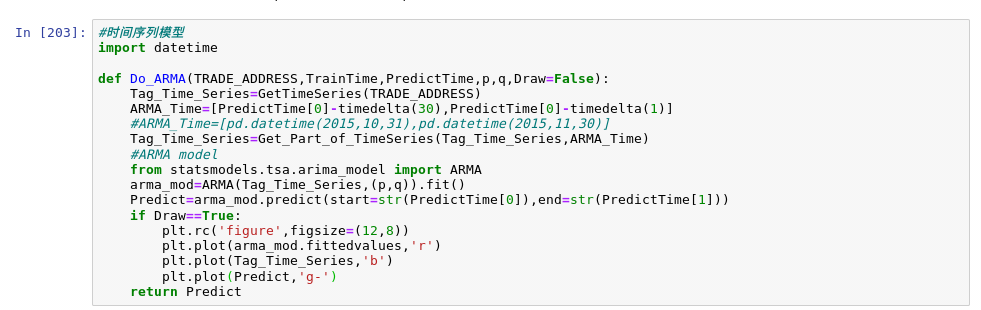 In [203]:
#时间序列模型
import datetime
def Do_ARMA(TRADE_ADDRESS,TrainTime,PredictTime,p,q,Draw=False):
    Tag_Time_Series=GetTimeSeries(TRADE_ADDRESS)
    ARMA_Time=[PredictTime[0]-timedelta(30),PredictTime[0]-timedelta(1)]
    #ARMA_Time=[pd.datetime(2015,10,31),pd.datetime(2015,11,30)]
    Tag_Time_Series=Get_Part_of_TimeSeries(Tag_Time_Series,ARMA_Time)
    #ARMA model
    from statsmodels.tsa.arima_model import ARMA
    arma_mod=ARMA(Tag_Time_Series,(p,q)).fit()
    Predict=arma_mod.predict(start=str(PredictTime[0]),end=str(PredictTime[1]))
    if Draw==True:
        plt.rc('figure',figsize=(12,8))
        plt.plot(arma_mod.fittedvalues,'r')
        plt.plot(Tag_Time_Series,'b')
        plt.plot(Predict,'g-')
    return Predict